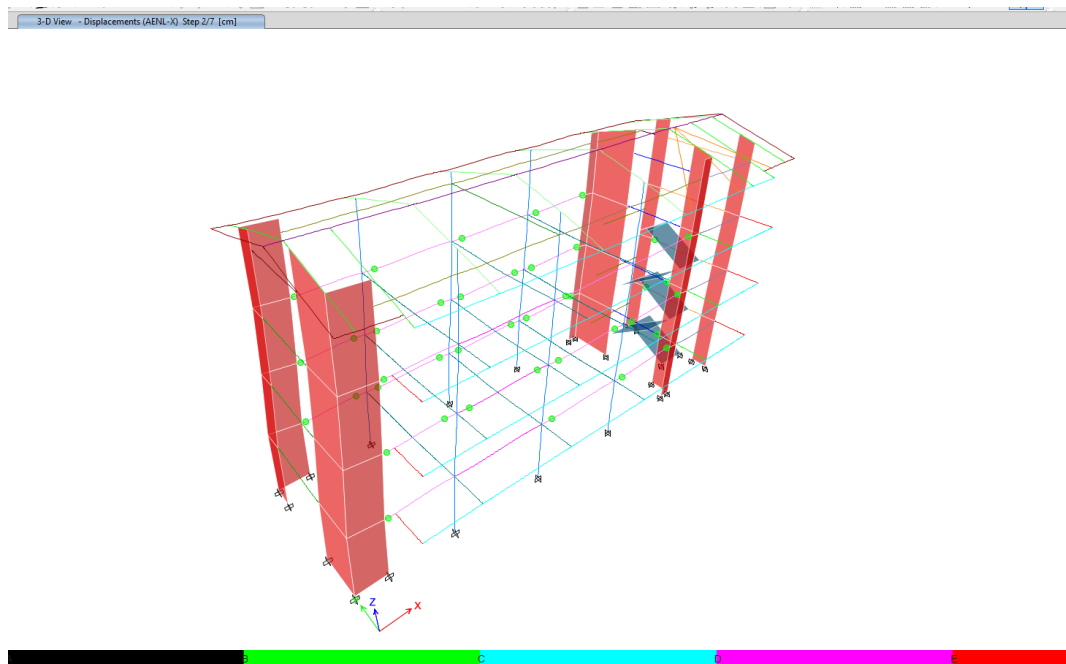 3-D View - Displacements (AENL-X) Step 2/7 [cm]
Z
X
B
C
D
E